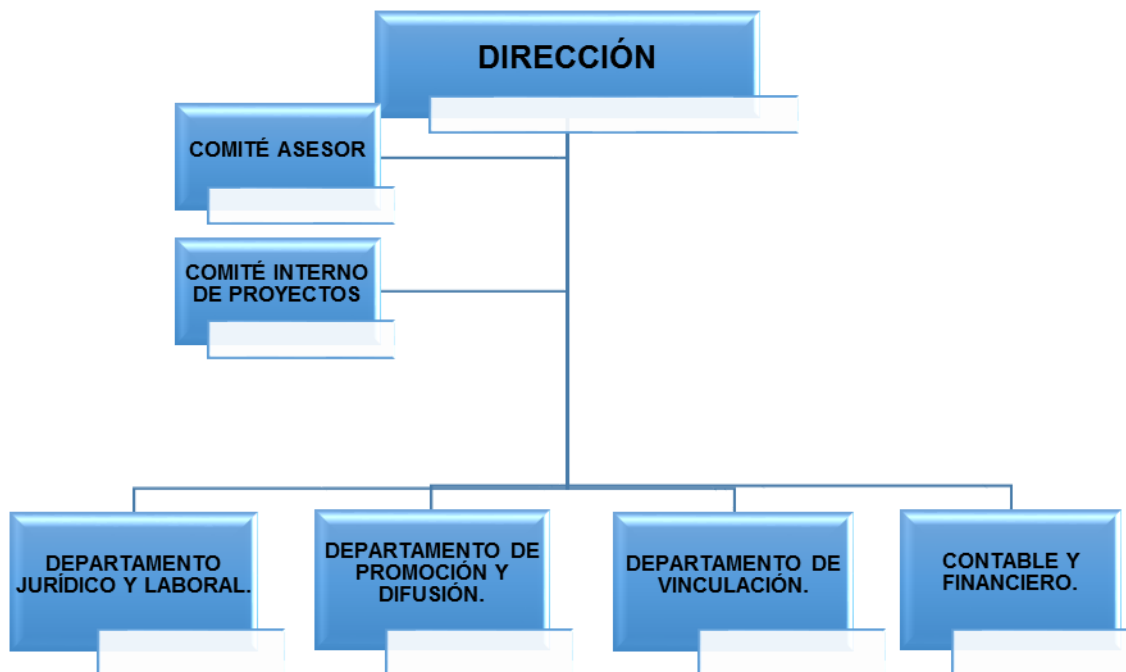 DIRECCIÓN
COMITÉ ASESOR
COMITÉ INTERNO
DE PROYECTOS
DEPARTAMENTO
JURÍDICO Y LABORAL.
DEPARTAMENTO DE
PROMOCIÓN Y
DIFUSIÓN.
DEPARTAMENTO DE
VINCULACIÓN.
CONTABLE Y
FINANCIERO.